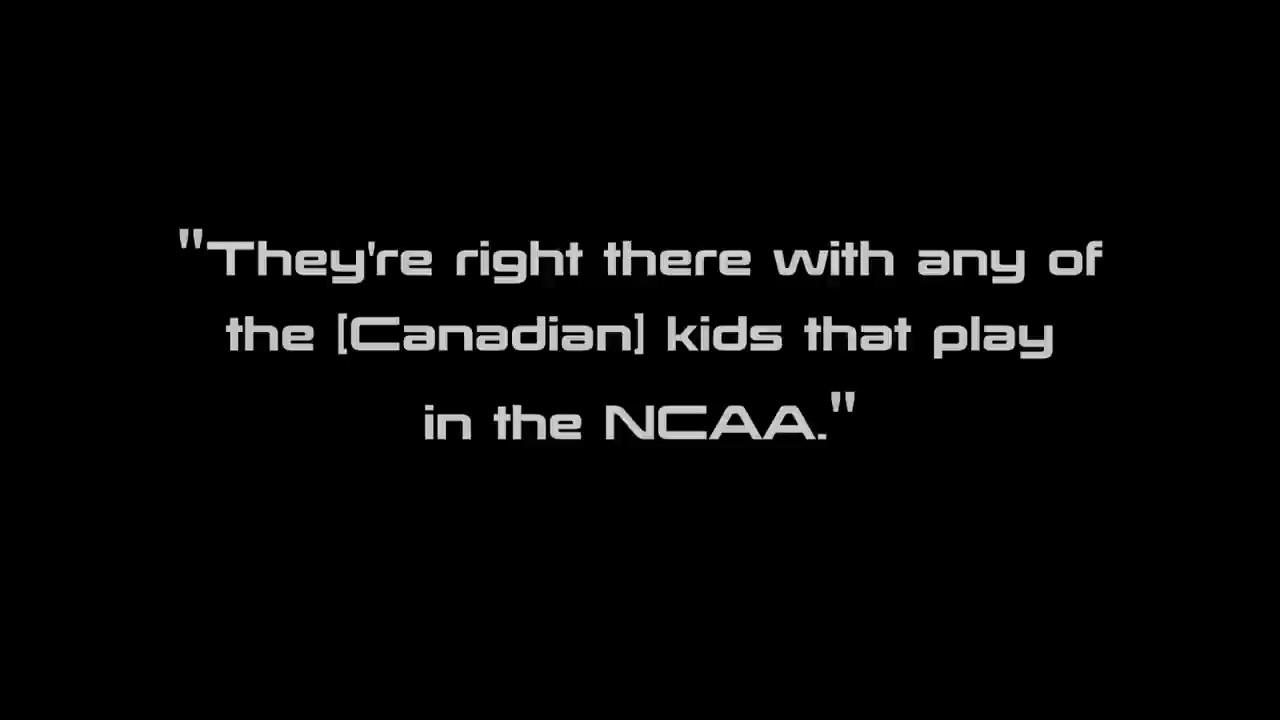 "They're right there with any of
the [Canadian] kids that play
in the NCAA."